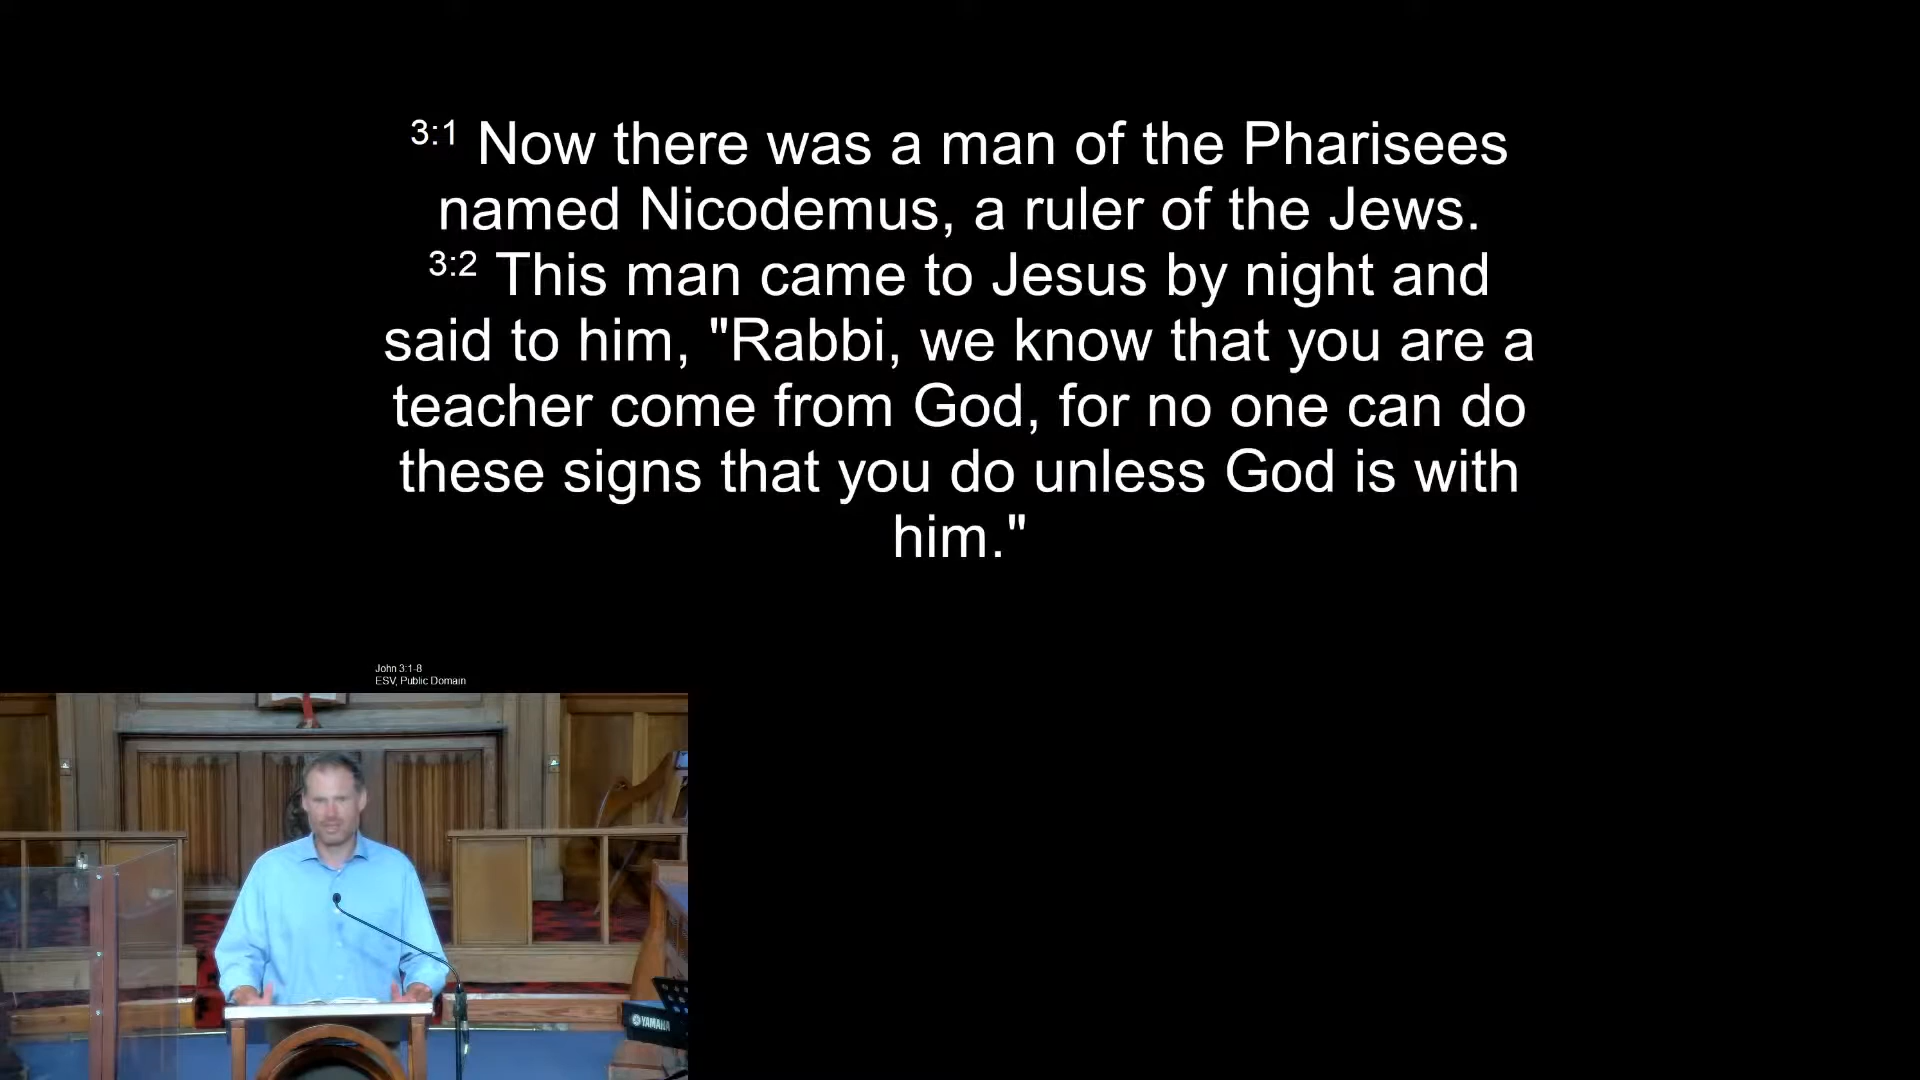 3:1 Now there was a man of the Pharisees
named Nicodemus, a ruler of the Jews.
3:2 This man came to Jesus by night and
said to him, "Rabbi, we know that you are a
teacher come from God, for no one can do
these signs that you do unless God is with
him."
John 3:1-8
ESV, Public Domain
YAMAHA